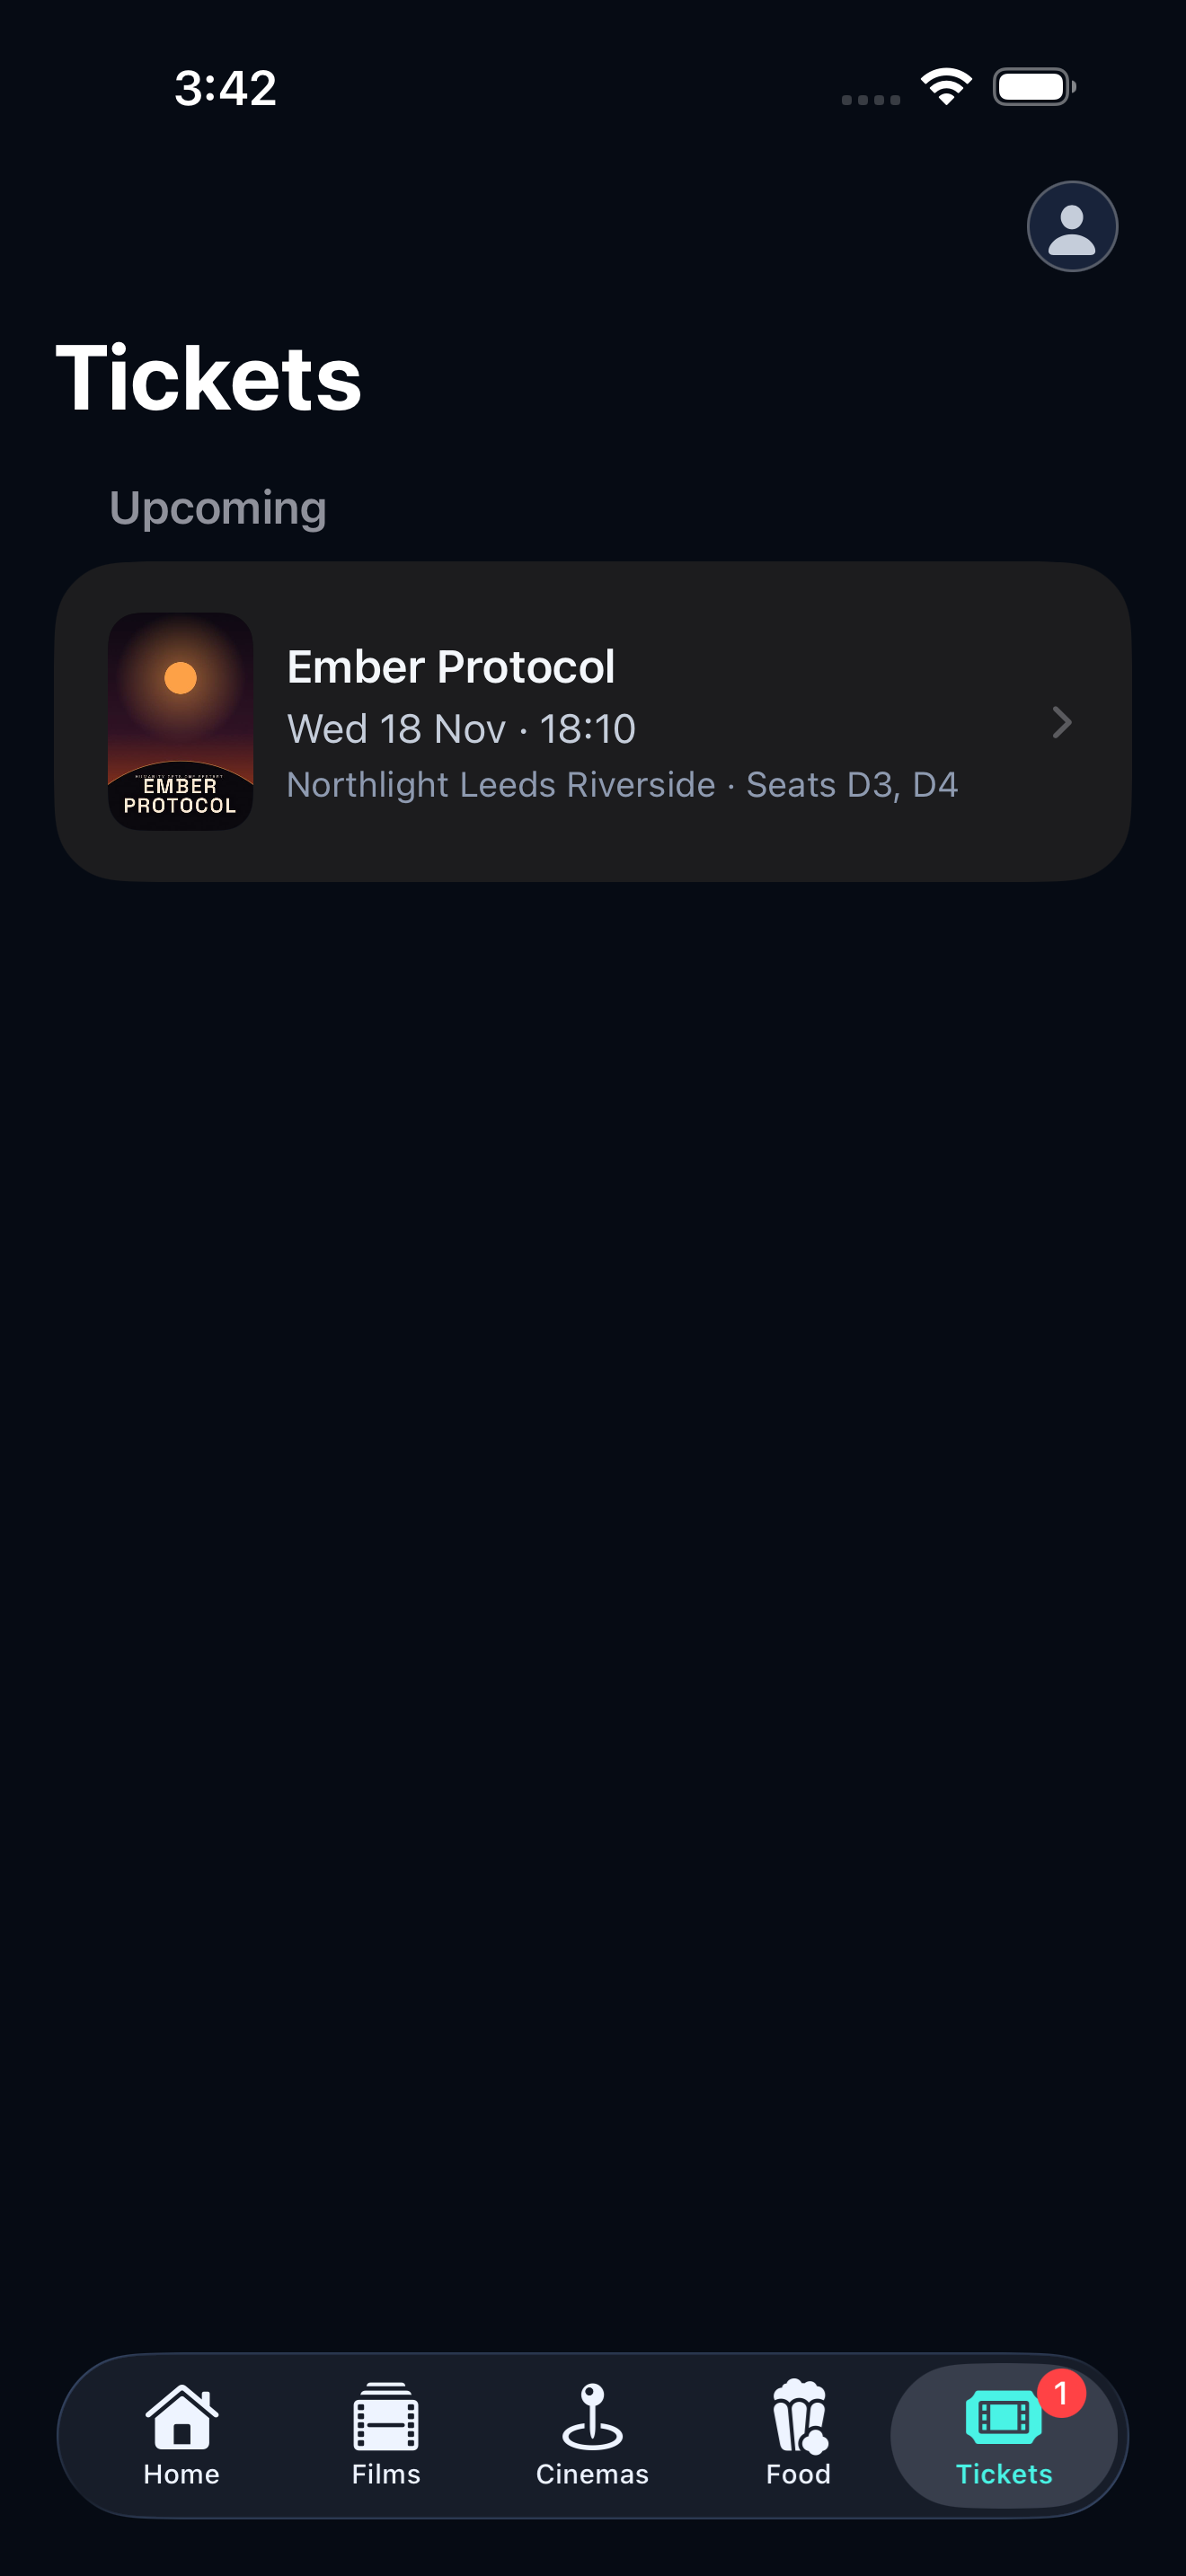 3:42
Tickets
Upcoming
Ember Protocol
Wed 18 Nov · 18:10
Northlight Leeds Riverside · Seats D3, D4
EMBER
PROTOCOL
1
Home
Films
Cinemas
Food
Tickets